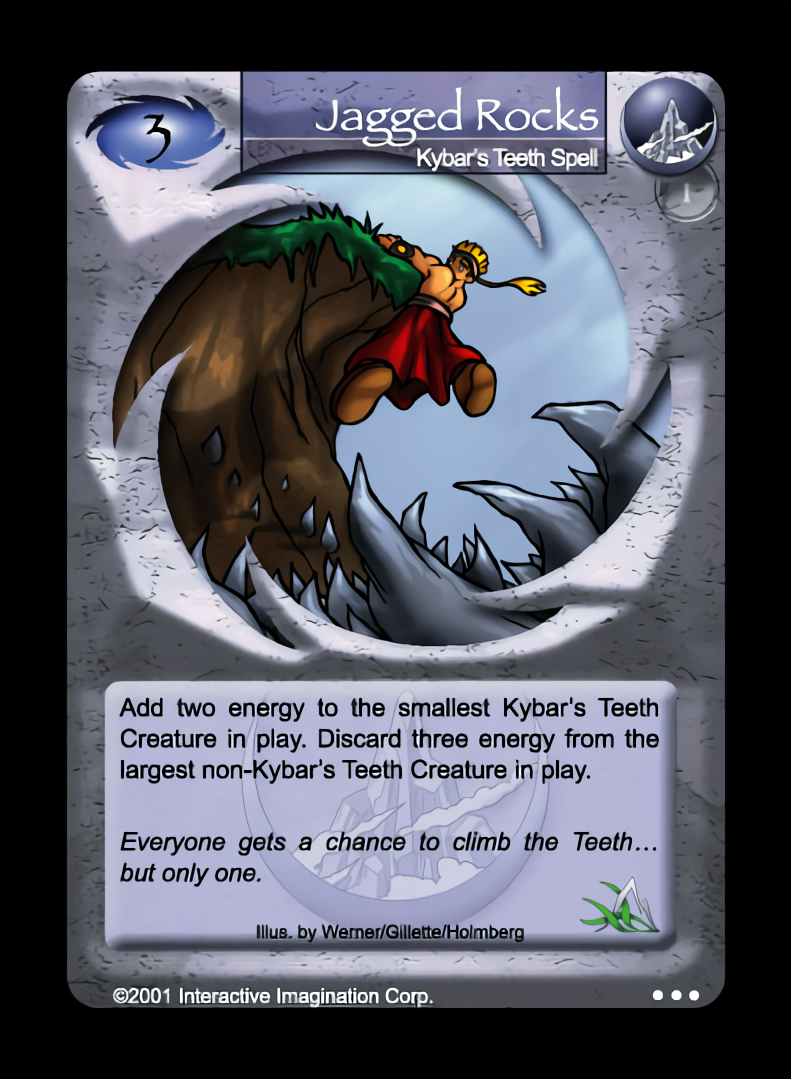 3
Jagged Rocks
Kybar's Teeth Spell
1
Add two energy to the smallest Kybar's Teeth
Creature in play. Discard three energy from the
largest non-Kybar's Teeth Creature in play.
Everyone gets a chance to climb the Teeth...
but only one.
Illus. by Werner/Gillette/Holmberg
©2001 Interactive Imagination Corp.